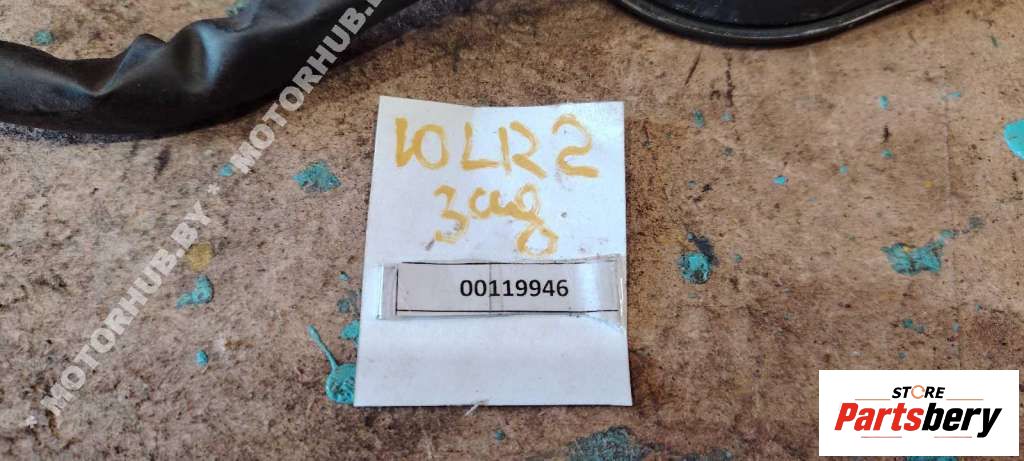 * MOTORHUB.BY * MOTORHUB.BY *
10LR2
зад
00119946
STORE
Partsbery